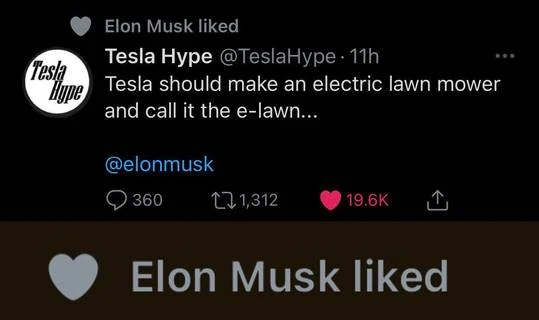 Elon Musk liked
Tesla Hype @TeslaHype · 11h
Tesla Hype
Tesla should make an electric lawn mower
and call it the e-lawn...
@elonmusk
360 1,312 19.6K
Elon Musk liked